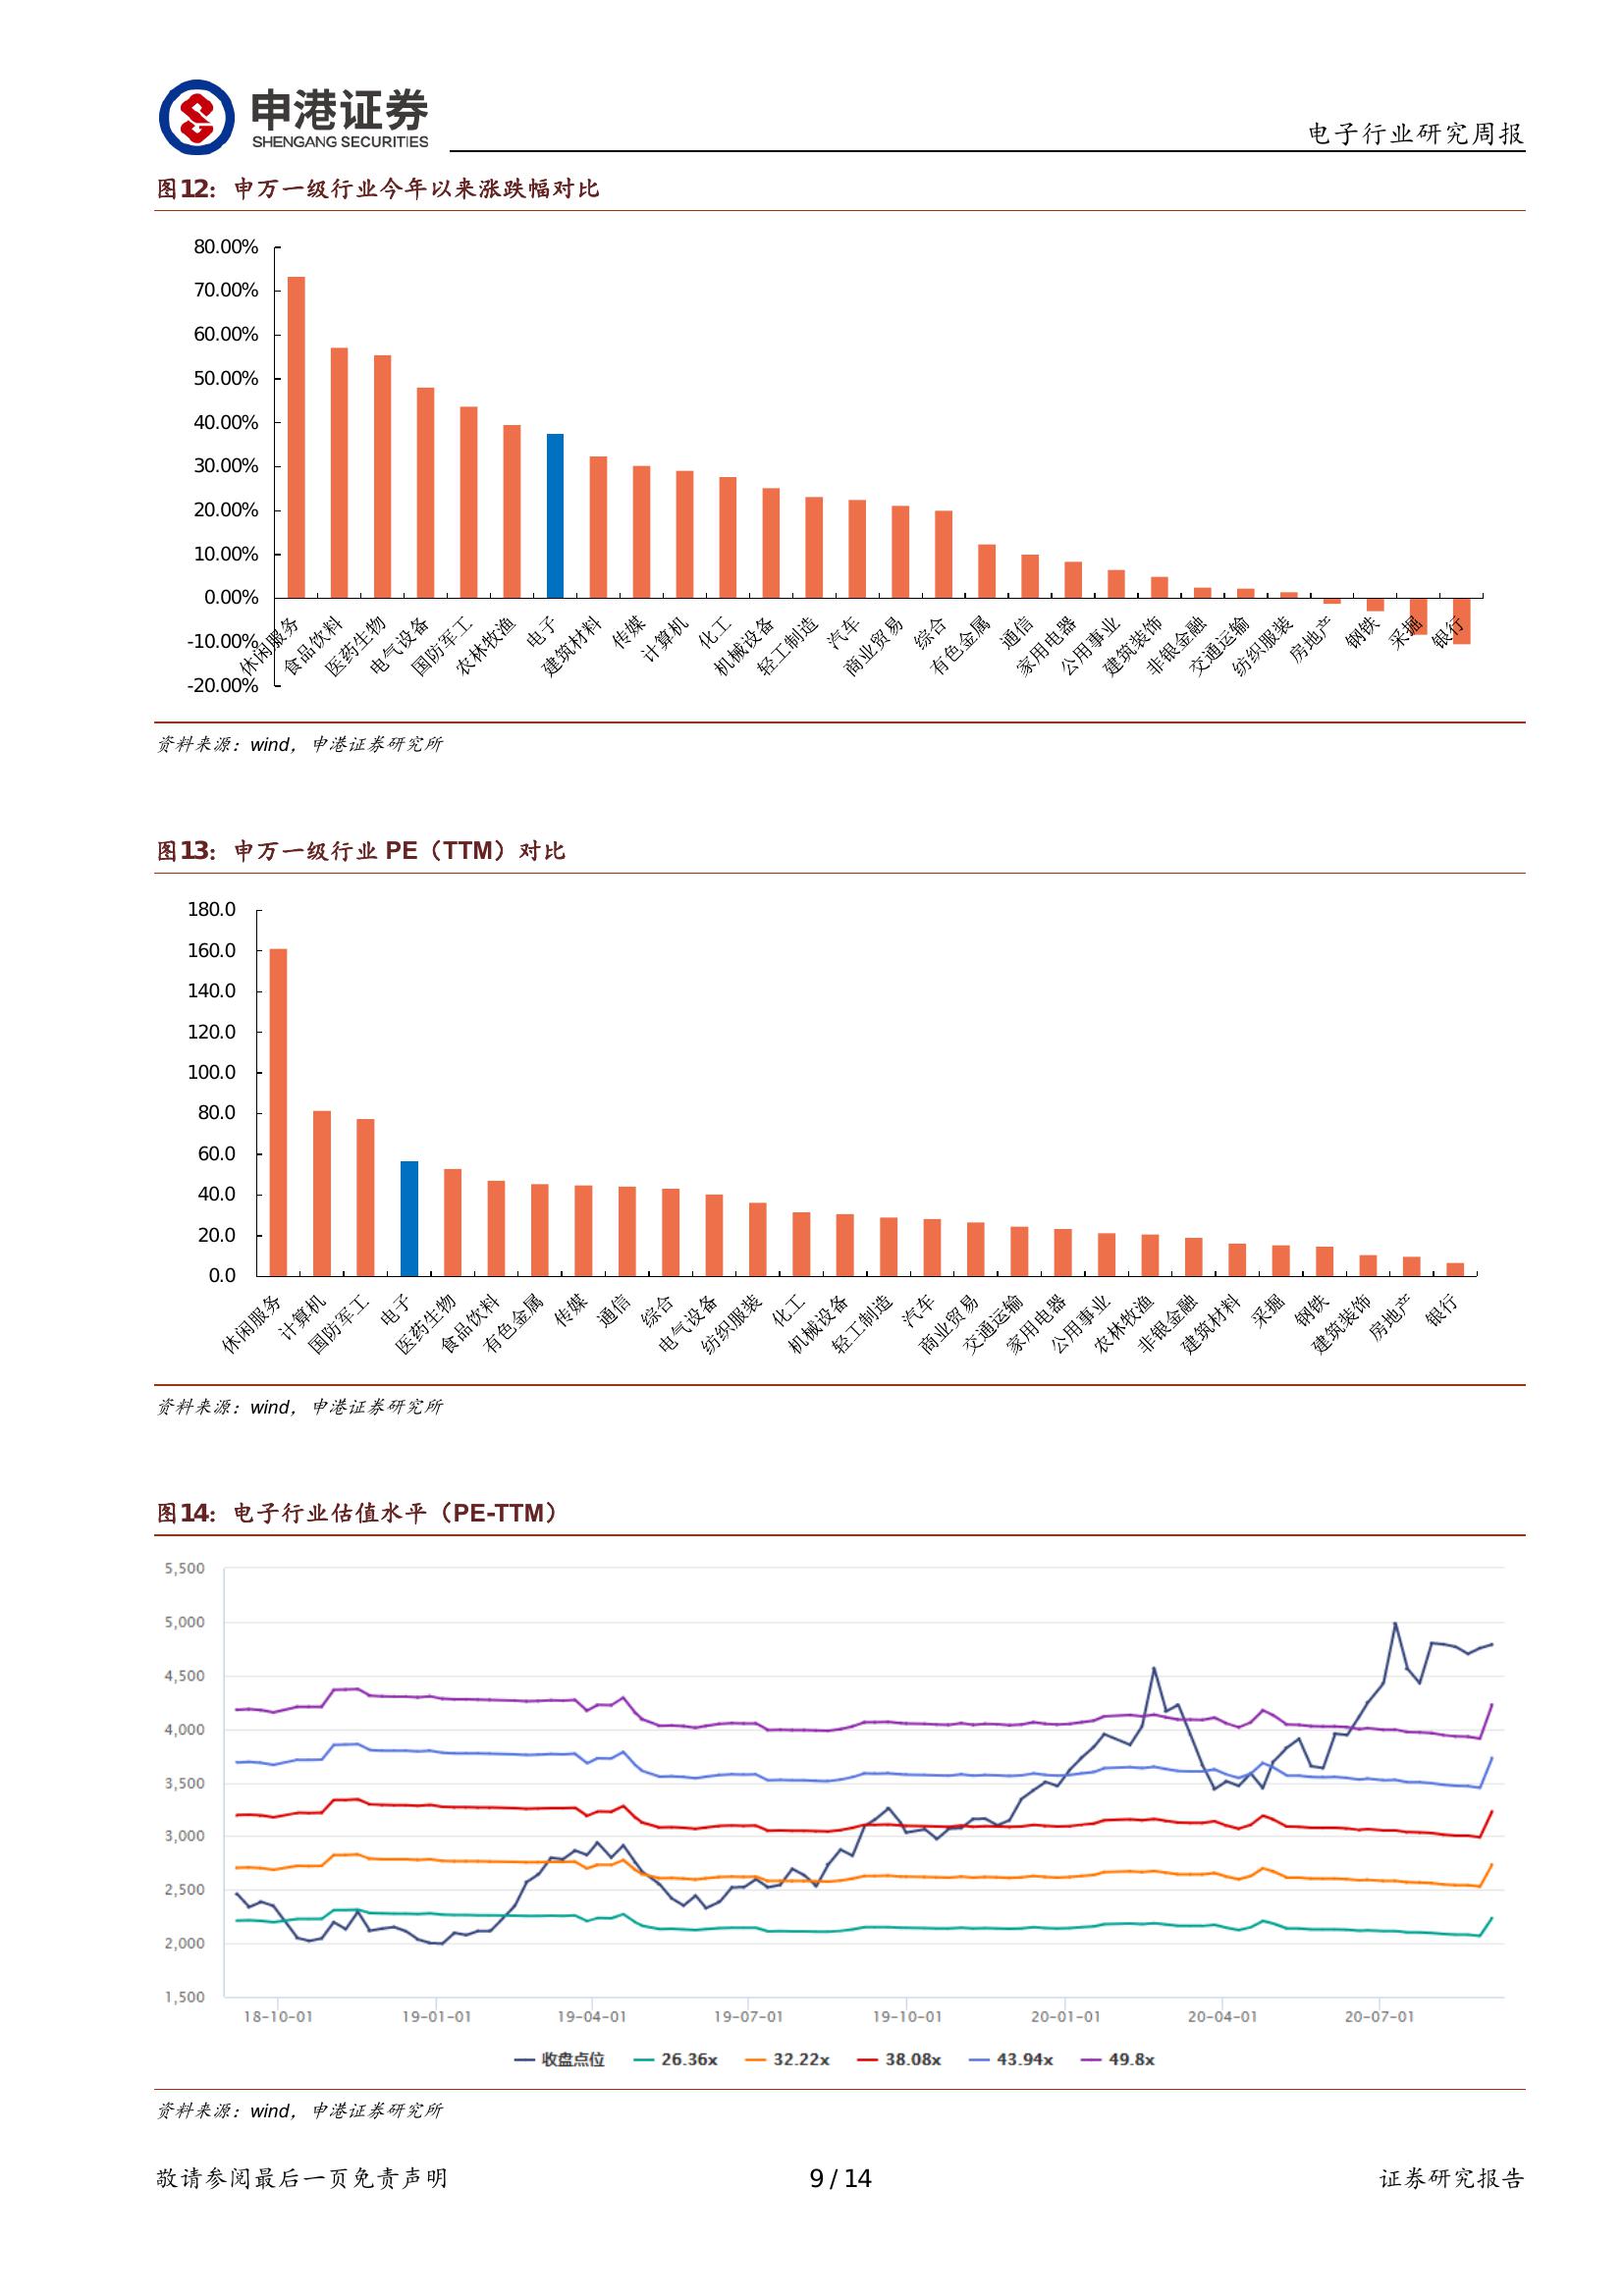 申港证券
SHENGANG SECURITIES
电子行业研究周报
图12：申万一级行业今年以来涨跌幅对比
80.00%
70.00%
60.00%
50.00%
40.00%
30.00%
20.00%
10.00%
0.00%
-10.00%
-20.00%
休闲服务 食品饮料 医药生物 电气设备 国防军工 农林牧渔 电子 建筑材料 传媒 计算机 化工 机械设备 轻工制造 汽车 商业贸易 综合 有色金属 通信 家用电器 公用事业 建筑装饰 非银金融 交通运输 纺织服装 房地产 钢铁 采掘 银行
资料来源：wind，申港证券研究所
图13：申万一级行业 PE（TTM）对比
180.0
160.0
140.0
120.0
100.0
80.0
60.0
40.0
20.0
0.0
休闲服务 计算机 国防军工 电子 医药生物 食品饮料 有色金属 传媒 通信 综合 电气设备 纺织服装 化工 机械设备 轻工制造 汽车 商业贸易 交通运输 家用电器 公用事业 农林牧渔 非银金融 建筑材料 采掘 钢铁 建筑装饰 房地产 银行
资料来源：wind，申港证券研究所
图14：电子行业估值水平（PE-TTM）
5,500
5,000
4,500
4,000
3,500
3,000
2,500
2,000
1,500
18-10-01 19-01-01 19-04-01 19-07-01 19-10-01 20-01-01 20-04-01 20-07-01
收盘点位 26.36x 32.22x 38.08x 43.94x 49.8x
资料来源：wind，申港证券研究所
敬请参阅最后一页免责声明 9 / 14 证券研究报告